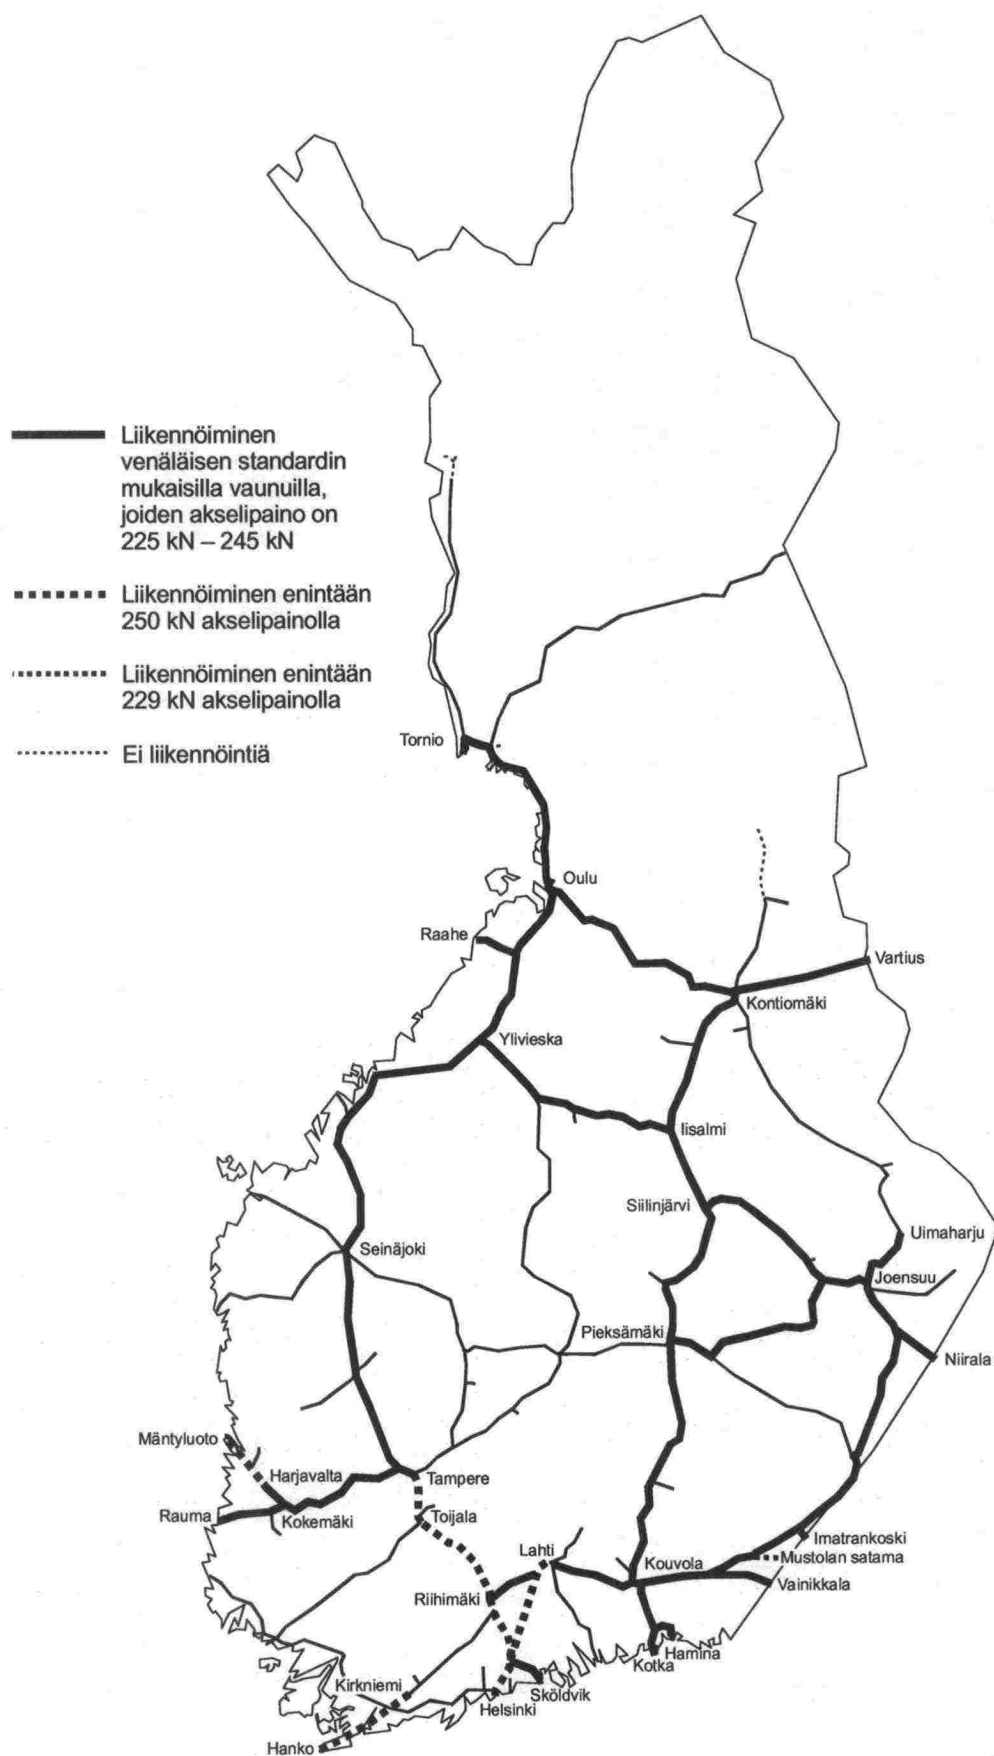 Liikennöiminen
venäläisen standardin
mukaisilla vaunuilla,
joiden akselipaino on
225 kN – 245 kN
Liikennöiminen enintään
250 kN akselipainolla
Liikennöiminen enintään
229 kN akselipainolla
Ei liikennöintiä
Tornio
Oulu
Raahe
Vartius
Kontiomäki
Ylivieska
Iisalmi
Siilinjärvi
Uimaharju
Seinäjoki
Joensuu
Pieksämäki
Niirala
Mäntyluoto
Harjavalta
Tampere
Rauma
Kokemäki
Toijala
Imatrankoski
Lahti
Kouvola
Mustolan satama
Vainikkala
Riihimäki
Hamina
Kotka
Kirkniemi
Sköldvik
Helsinki
Hanko